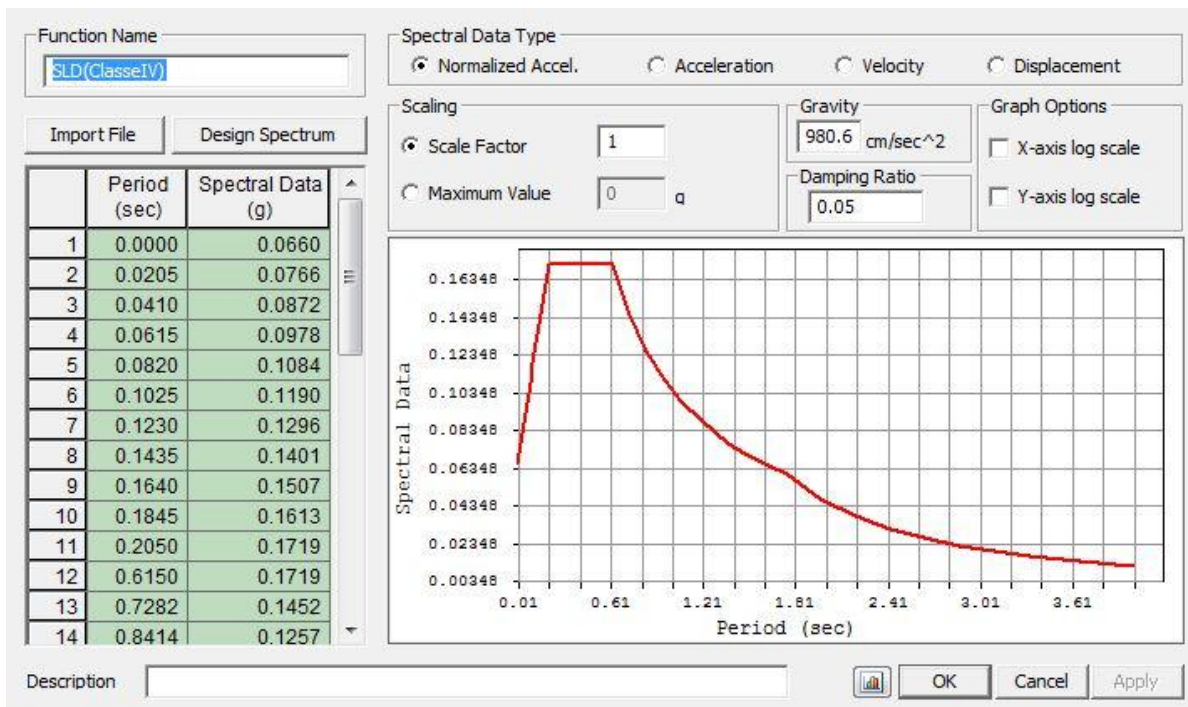 Function Name
SLD(ClasseIV)
Import File
Design Spectrum
Spectral Data Type
Normalized Accel.
Acceleration
Velocity
Displacement
Scaling
Scale Factor
1
Maximum Value
0
g
Gravity
980.6 cm/sec^2
Damping Ratio
0.05
Graph Options
X-axis log scale
Y-axis log scale
Period (sec) Spectral Data (g)
1 0.0000 0.0660
2 0.0205 0.0766
3 0.0410 0.0872
4 0.0615 0.0978
5 0.0820 0.1084
6 0.1025 0.1190
7 0.1230 0.1296
8 0.1435 0.1401
9 0.1640 0.1507
10 0.1845 0.1613
11 0.2050 0.1719
12 0.6150 0.1719
13 0.7282 0.1452
14 0.8414 0.1257
Spectral Data
0.16348
0.14348
0.12348
0.10348
0.08348
0.06348
0.04348
0.02348
0.00348
0.01 0.61 1.21 1.81 2.41 3.01 3.61
Period (sec)
Description
OK
Cancel
Apply